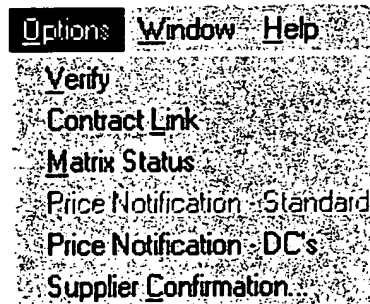 Options Window Help
Verify
Contract Link
Matrix Status
Price Notification - Standard
Price Notification - DC's
Supplier Confirmation...